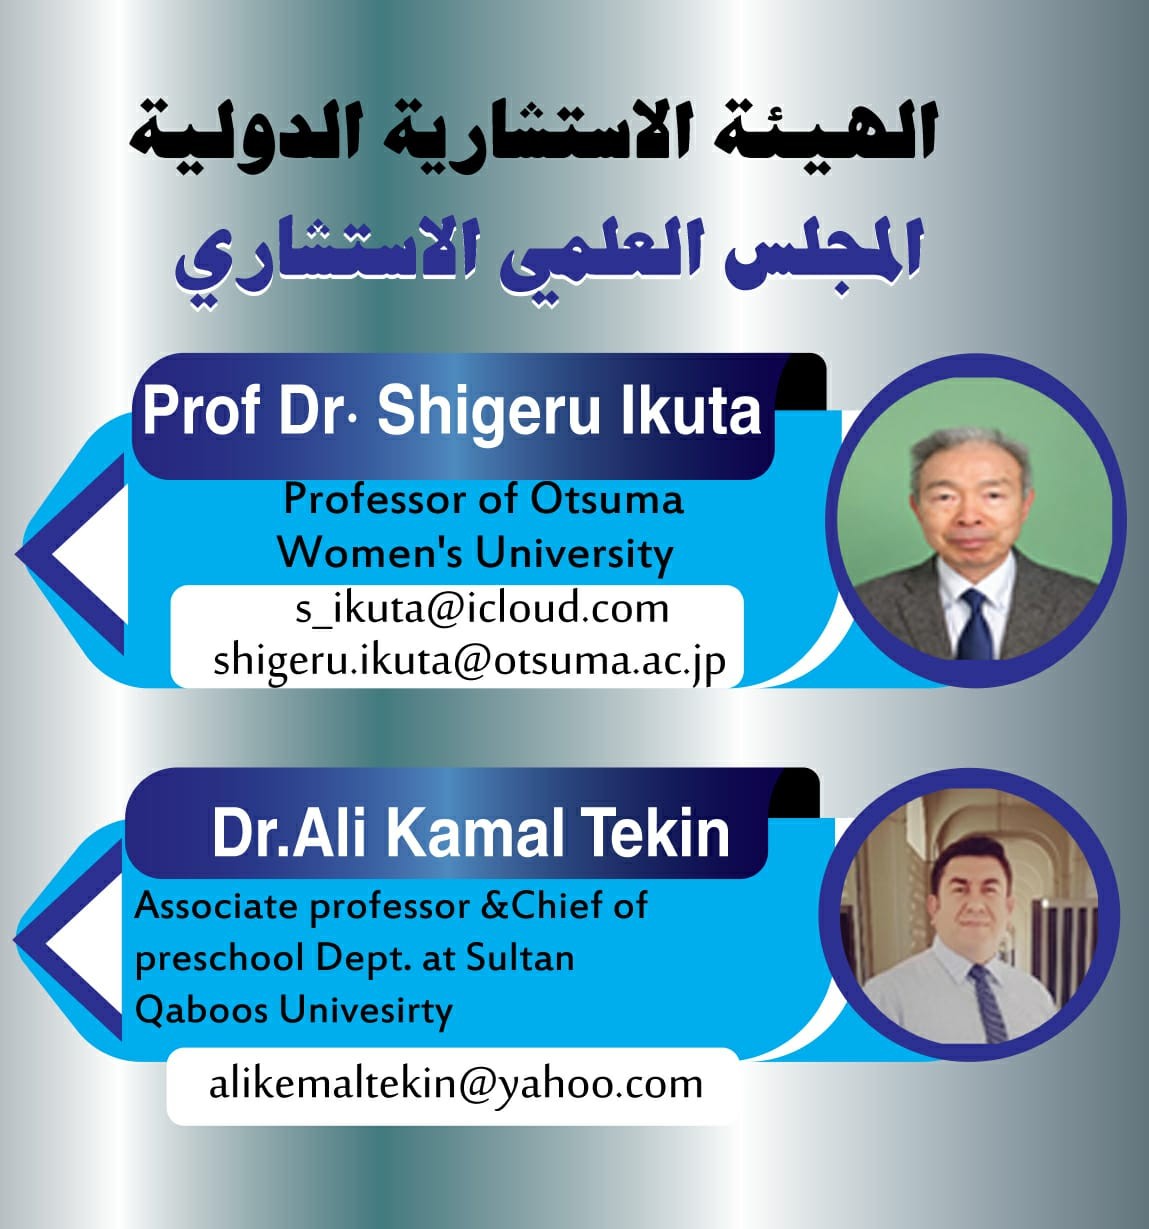 الهيئة الاستشارية الدولية
المجلس العلمي الاستشاري
Prof Dr. Shigeru Ikuta
Professor of Otsuma
Women's University
s_ikuta@icloud.com
shigeru.ikuta@otsuma.ac.jp
Dr.Ali Kamal Tekin
Associate professor &Chief of
preschool Dept. at Sultan
Qaboos Univesirty
alikemaltekin@yahoo.com